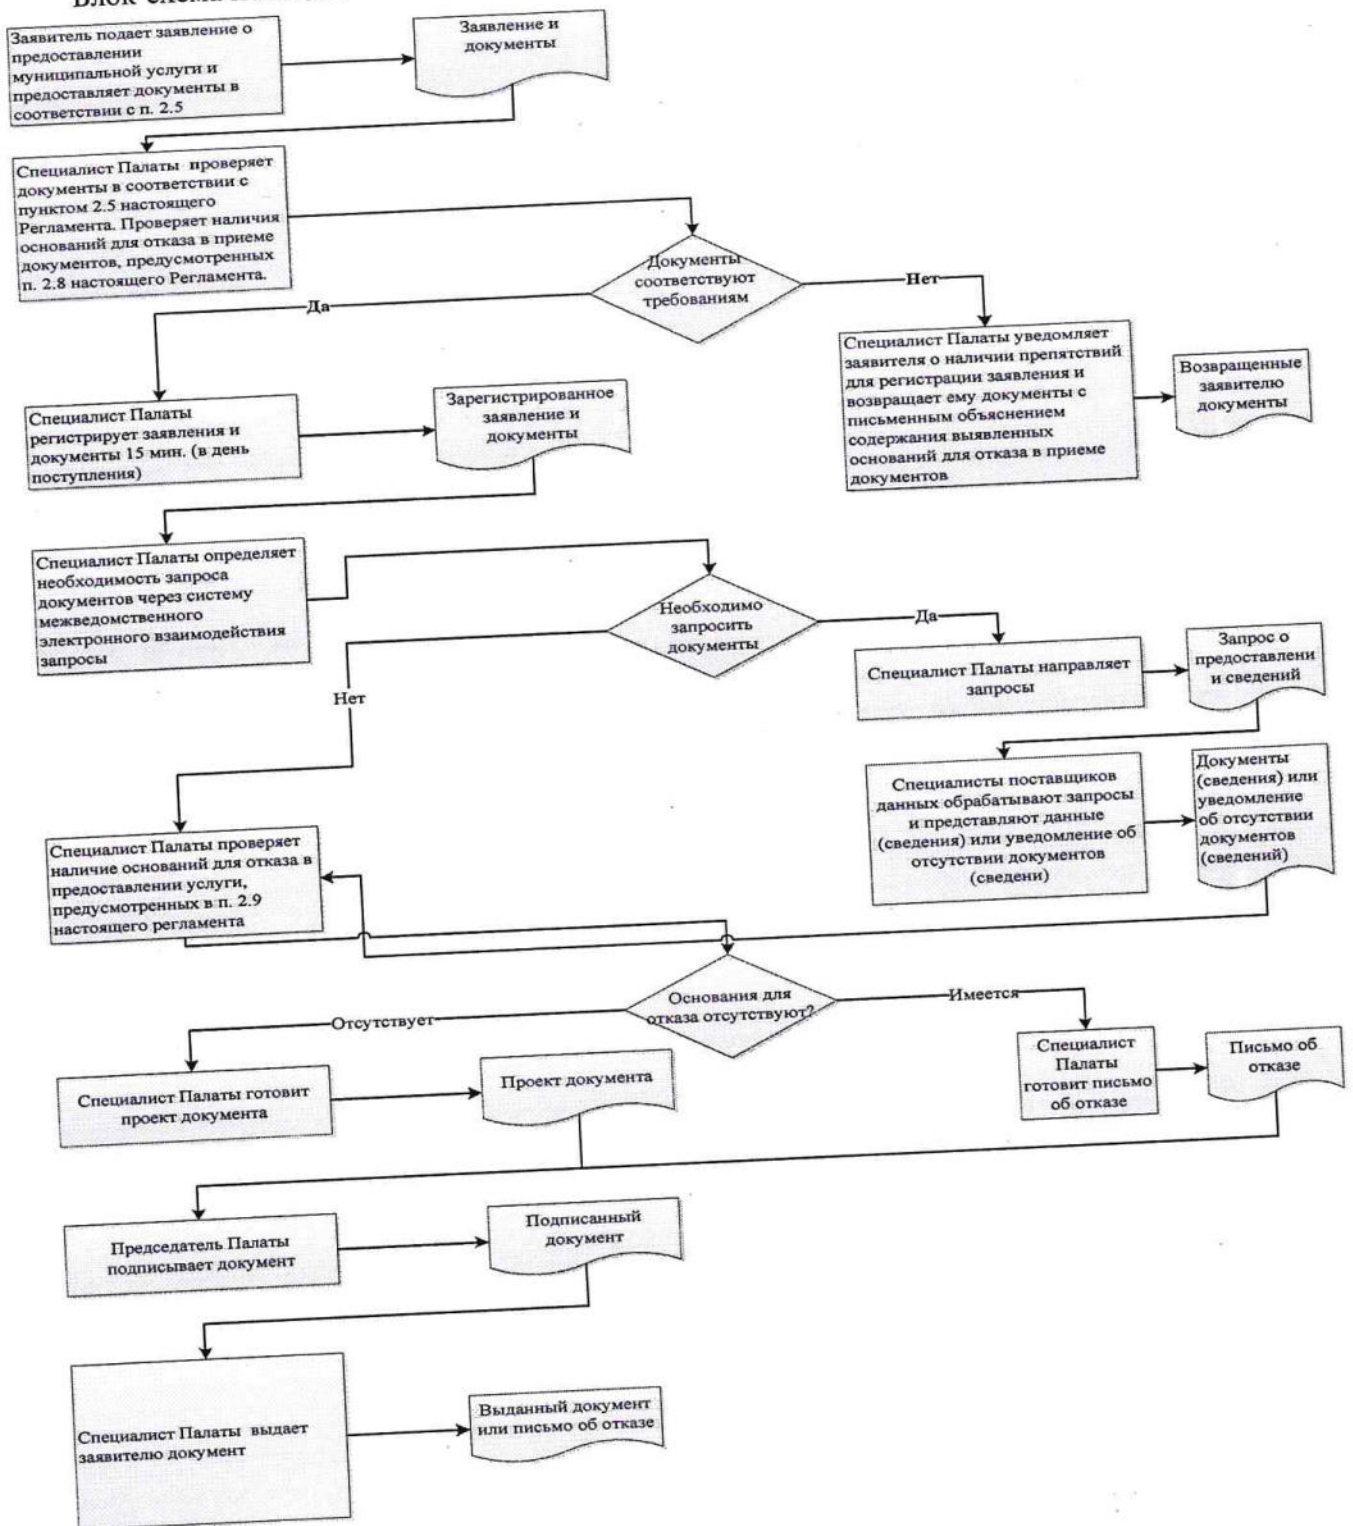 Заявитель подает заявление о
предоставлении
муниципальной услуги и
предоставляет документы в
соответствии с п. 2.5
Заявление и
документы
Специалист Палаты проверяет
документы в соответствии с
пунктом 2.5 настоящего
Регламента. Проверяет наличия
оснований для отказа в приеме
документов, предусмотренных
п. 2.8 настоящего Регламента.
Документы
соответствуют
требованиям
Да
Нет
Специалист Палаты уведомляет
заявителя о наличии препятствий
для регистрации заявления и
возвращает ему документы с
письменным объяснением
содержания выявленных
оснований для отказа в приеме
документов
Возвращенные
заявителю
документы
Специалист Палаты
регистрирует заявления и
документы 15 мин. (в день
поступления)
Зарегистрированное
заявление и
документы
Специалист Палаты определяет
необходимость запроса
документов через систему
межведомственного
электронного взаимодействия
запросы
Необходимо
запросить
документы
Да
Нет
Специалист Палаты направляет
запросы
Запрос о
предоставлени
и сведений
Специалисты поставщиков
данных обрабатывают запросы
и представляют данные
(сведения) или уведомление об
отсутствии документов
(сведени)
Документы
(сведения) или
уведомление
об отсутствии
документов
(сведений)
Специалист Палаты проверяет
наличие оснований для отказа в
предоставлении услуги,
предусмотренных в п. 2.9
настоящего регламента
Основания для
отказа отсутствуют?
Отсутствует
Имеется
Специалист Палаты готовит
проект документа
Проект документа
Специалист
Палаты
готовит письмо
об отказе
Письмо об
отказе
Председатель Палаты
подписывает документ
Подписанный
документ
Специалист Палаты выдает
заявителю документ
Выданный документ
или письмо об отказе